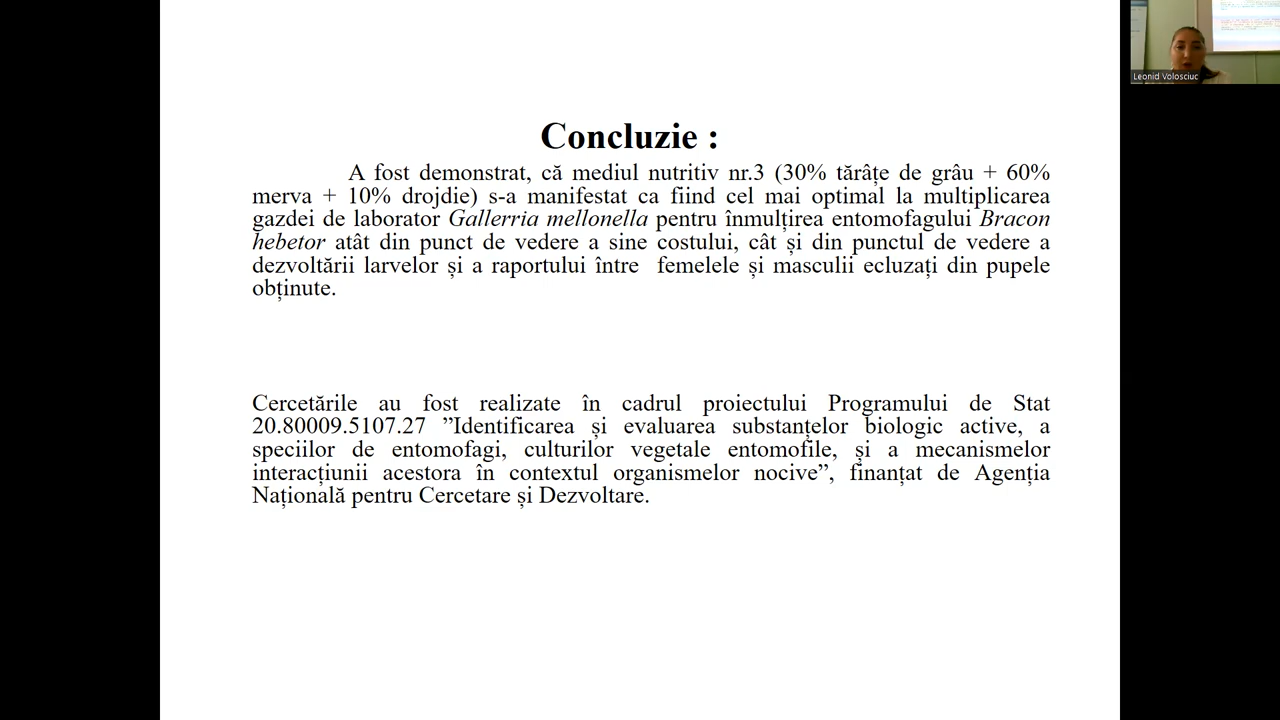 Leonid Volosciuc
Concluzie :
A fost demonstrat, că mediul nutritiv nr.3 (30% tărâțe de grâu + 60%
merva + 10% drojdie) s-a manifestat ca fiind cel mai optimal la multiplicarea
gazdei de laborator Gallerria mellonella pentru înmulțirea entomofagului Bracon
hebetor atât din punct de vedere a sine costului, cât și din punctul de vedere a
dezvoltării larvelor și a raportului între femelele și masculii ecluzați din pupele
obținute.
Cercetările au fost realizate în cadrul proiectului Programului de Stat
20.80009.5107.27 ”Identificarea și evaluarea substanțelor biologic active, a
speciilor de entomofagi, culturilor vegetale entomofile, și a mecanismelor
interacțiunii acestora în contextul organismelor nocive”, finanțat de Agenția
Națională pentru Cercetare și Dezvoltare.